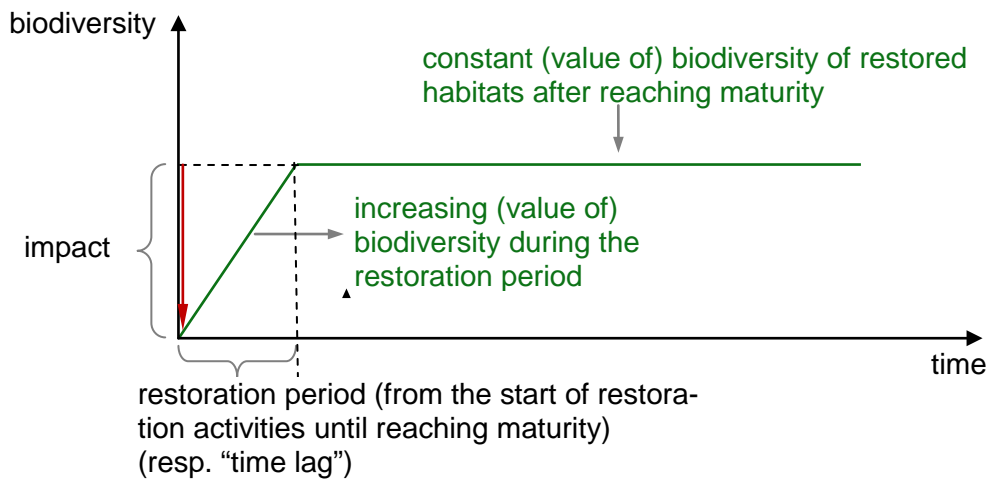 biodiversity
constant (value of) biodiversity of restored
habitats after reaching maturity
increasing (value of)
biodiversity during the
restoration period
impact
time
restoration period (from the start of restora-
tion activities until reaching maturity)
(resp. “time lag”)